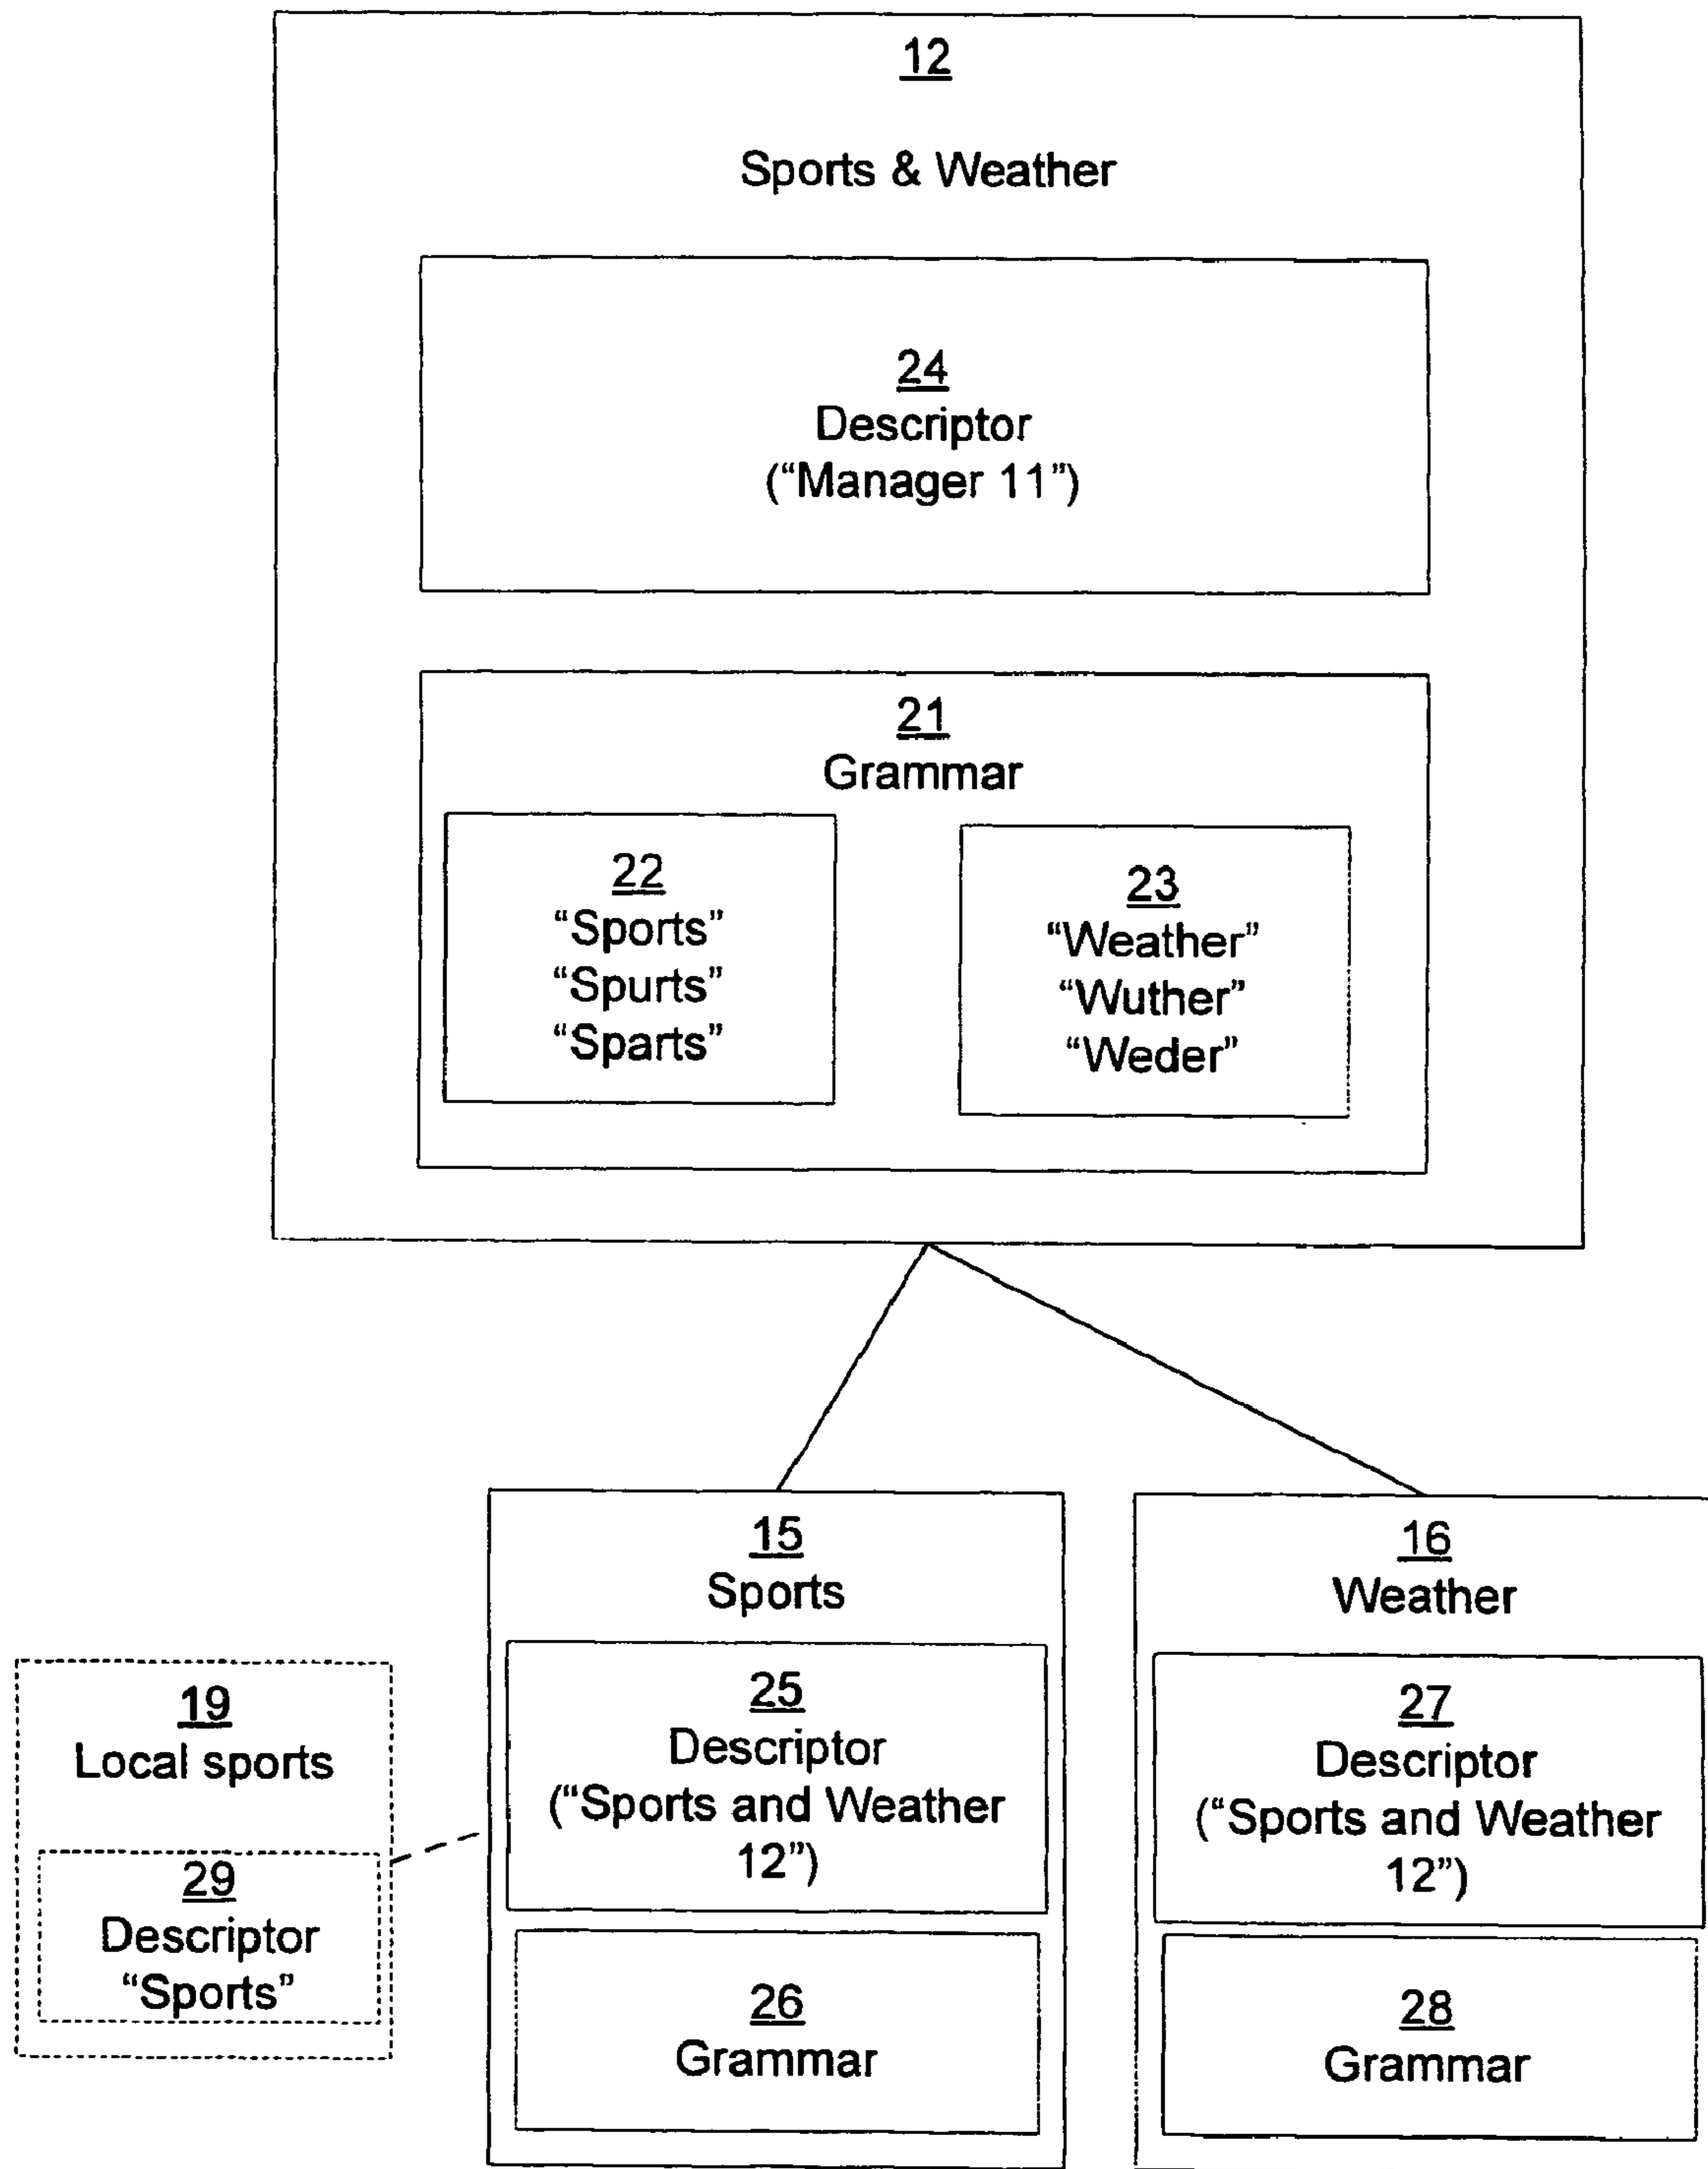 12
Sports & Weather
24
Descriptor
(“Manager 11”)
21
Grammar
22
“Sports”
“Spurts”
“Sparts”
23
“Weather”
“Wuther”
“Weder”
15
Sports
25
Descriptor
(“Sports and Weather
12”)
26
Grammar
16
Weather
27
Descriptor
(“Sports and Weather
12”)
28
Grammar
19
Local sports
29
Descriptor
“Sports”